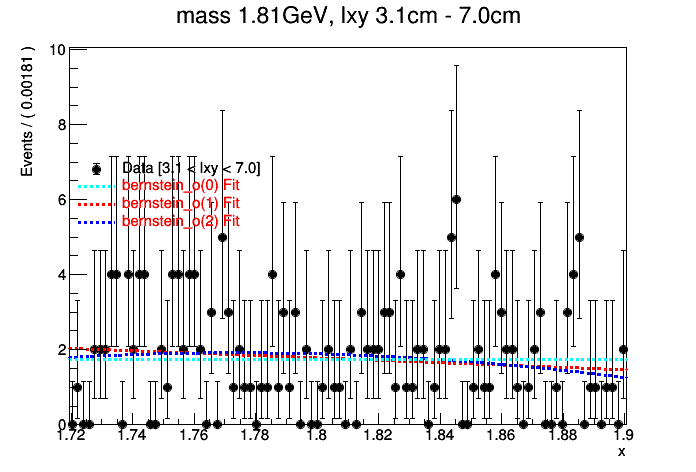 mass 1.81GeV, lxy 3.1cm - 7.0cm
Events / ( 0.00181 )
10
8
6
4
2
0
Data [3.1 < lxy < 7.0]
bernstein_o(0) Fit
bernstein_o(1) Fit
bernstein_o(2) Fit
1.72 1.74 1.76 1.78 1.8 1.82 1.84 1.86 1.88 1.9
x